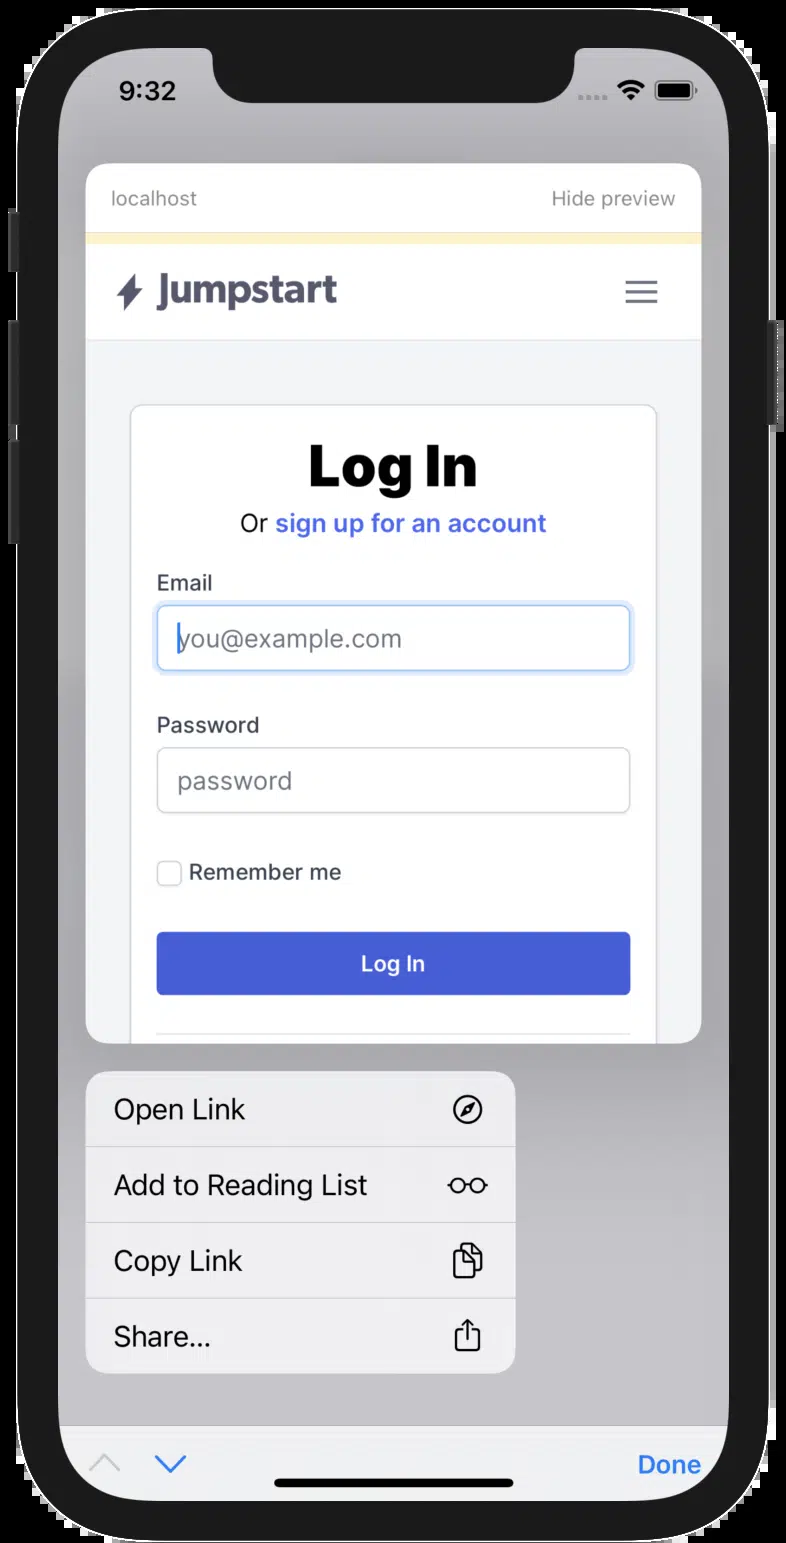 9:32
localhost Hide preview
Jumpstart
Log In
Or sign up for an account
Email
you@example.com
Password
password
Remember me
Log In
Open Link
Add to Reading List
Copy Link
Share...
Done